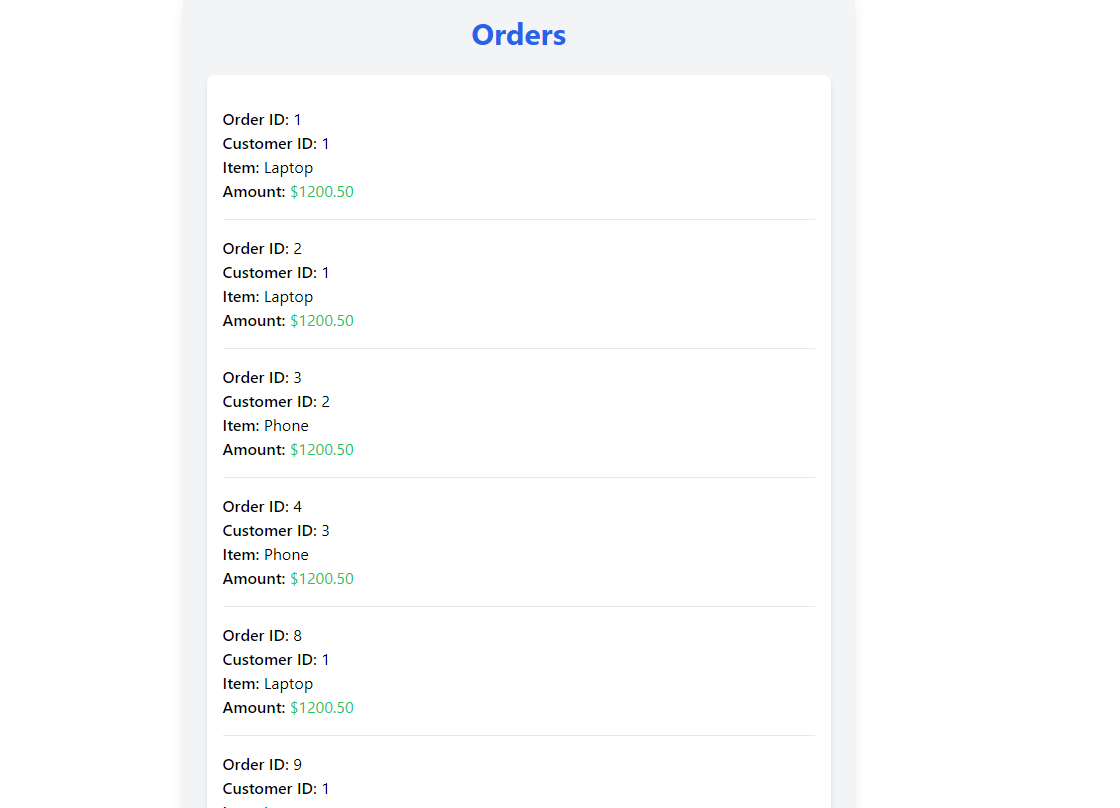 Orders
Order ID: 1
Customer ID: 1
Item: Laptop
Amount: $1200.50
Order ID: 2
Customer ID: 1
Item: Laptop
Amount: $1200.50
Order ID: 3
Customer ID: 2
Item: Phone
Amount: $1200.50
Order ID: 4
Customer ID: 3
Item: Phone
Amount: $1200.50
Order ID: 8
Customer ID: 1
Item: Laptop
Amount: $1200.50
Order ID: 9
Customer ID: 1